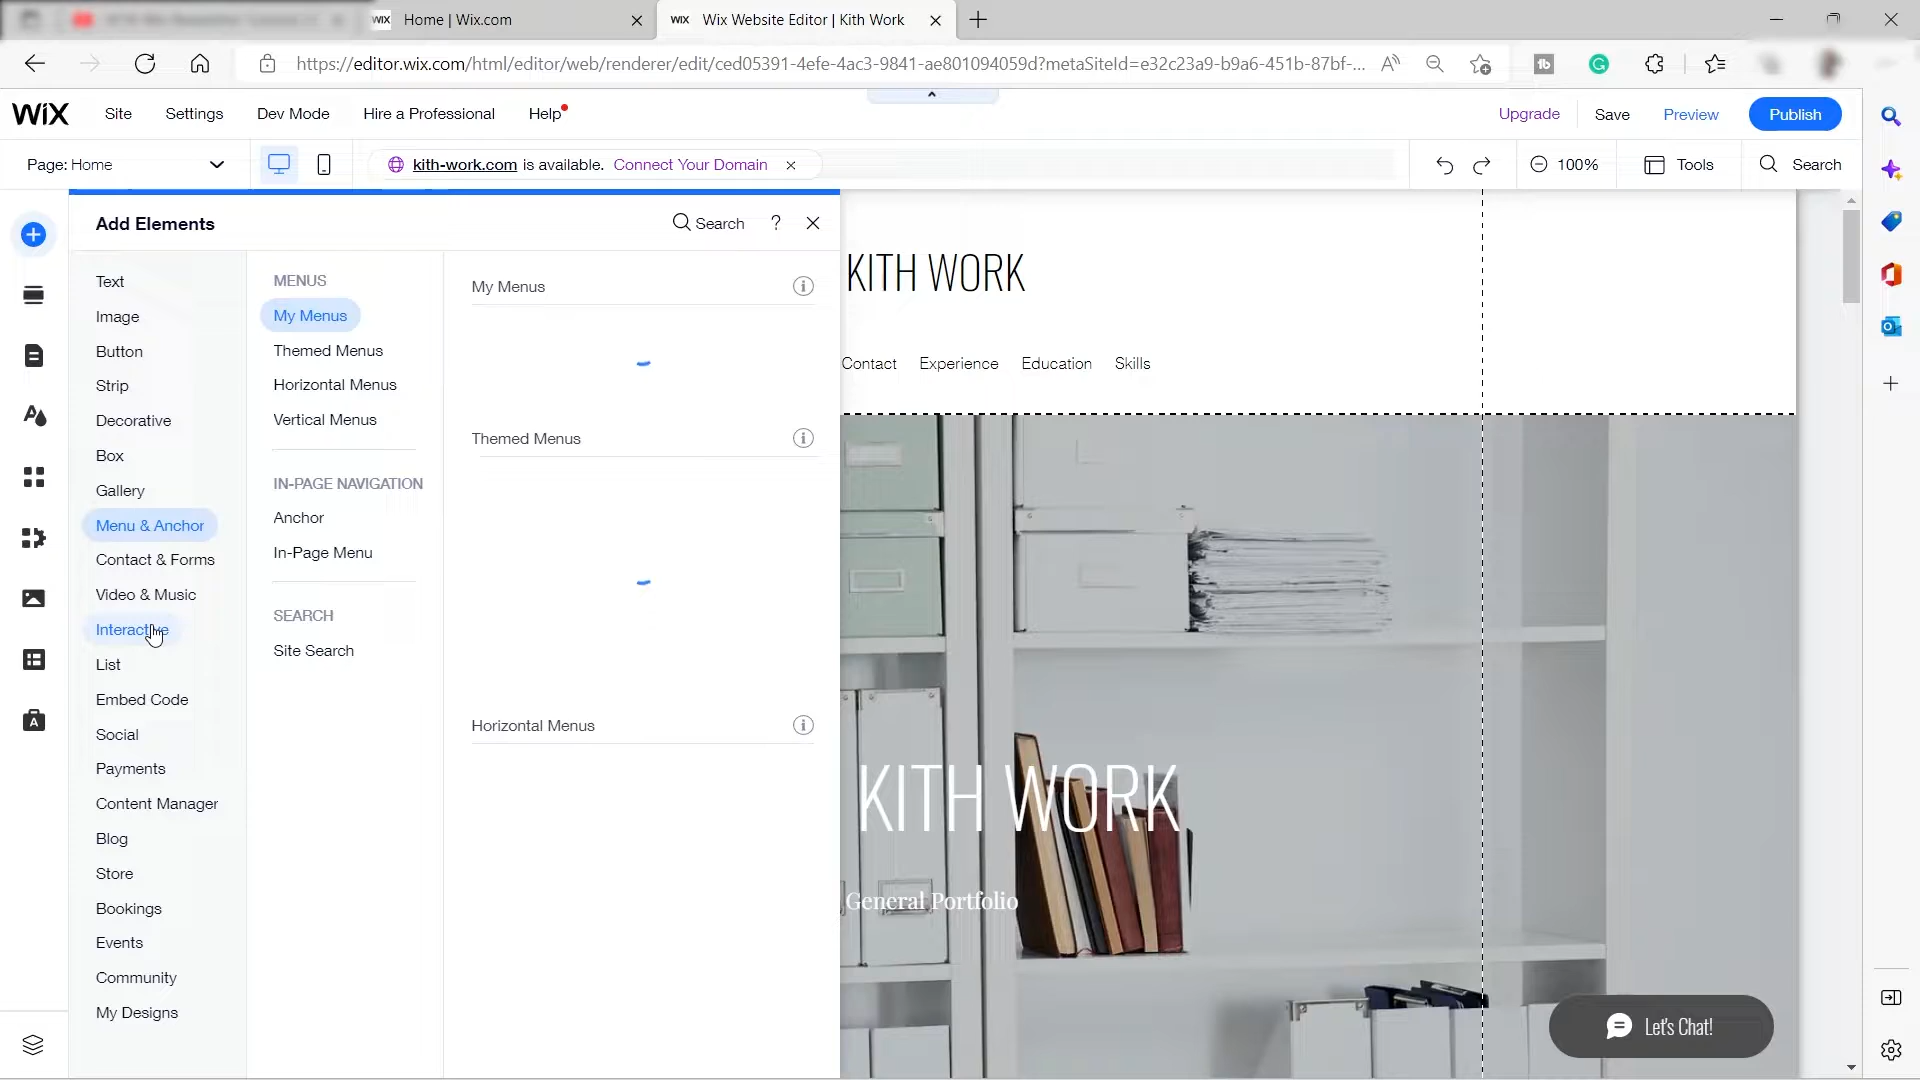 Home | Wix.com
Wix Website Editor | Kith Work
https://editor.wix.com/html/editor/web/renderer/edit/ced05391-4efe-4ac3-9841-ae801094059d?metaSiteId=e32c23a9-b9a6-451b-87bf-...
WiX Site Settings Dev Mode Hire a Professional Help Upgrade Save Preview Publish
Page: Home kith-work.com is available. Connect Your Domain 100% Tools Search
Add Elements Search ?
Text
Image
Button
Strip
Decorative
Box
Gallery
Menu & Anchor
Contact & Forms
Video & Music
Interactive
List
Embed Code
Social
Payments
Content Manager
Blog
Store
Bookings
Events
Community
My Designs
MENUS
My Menus
Themed Menus
Horizontal Menus
Vertical Menus
IN-PAGE NAVIGATION
Anchor
In-Page Menu
SEARCH
Site Search
My Menus
Themed Menus
Horizontal Menus
KITH WORK
Contact Experience Education Skills
KITH WORK
General Portfolio
Let's Chat!